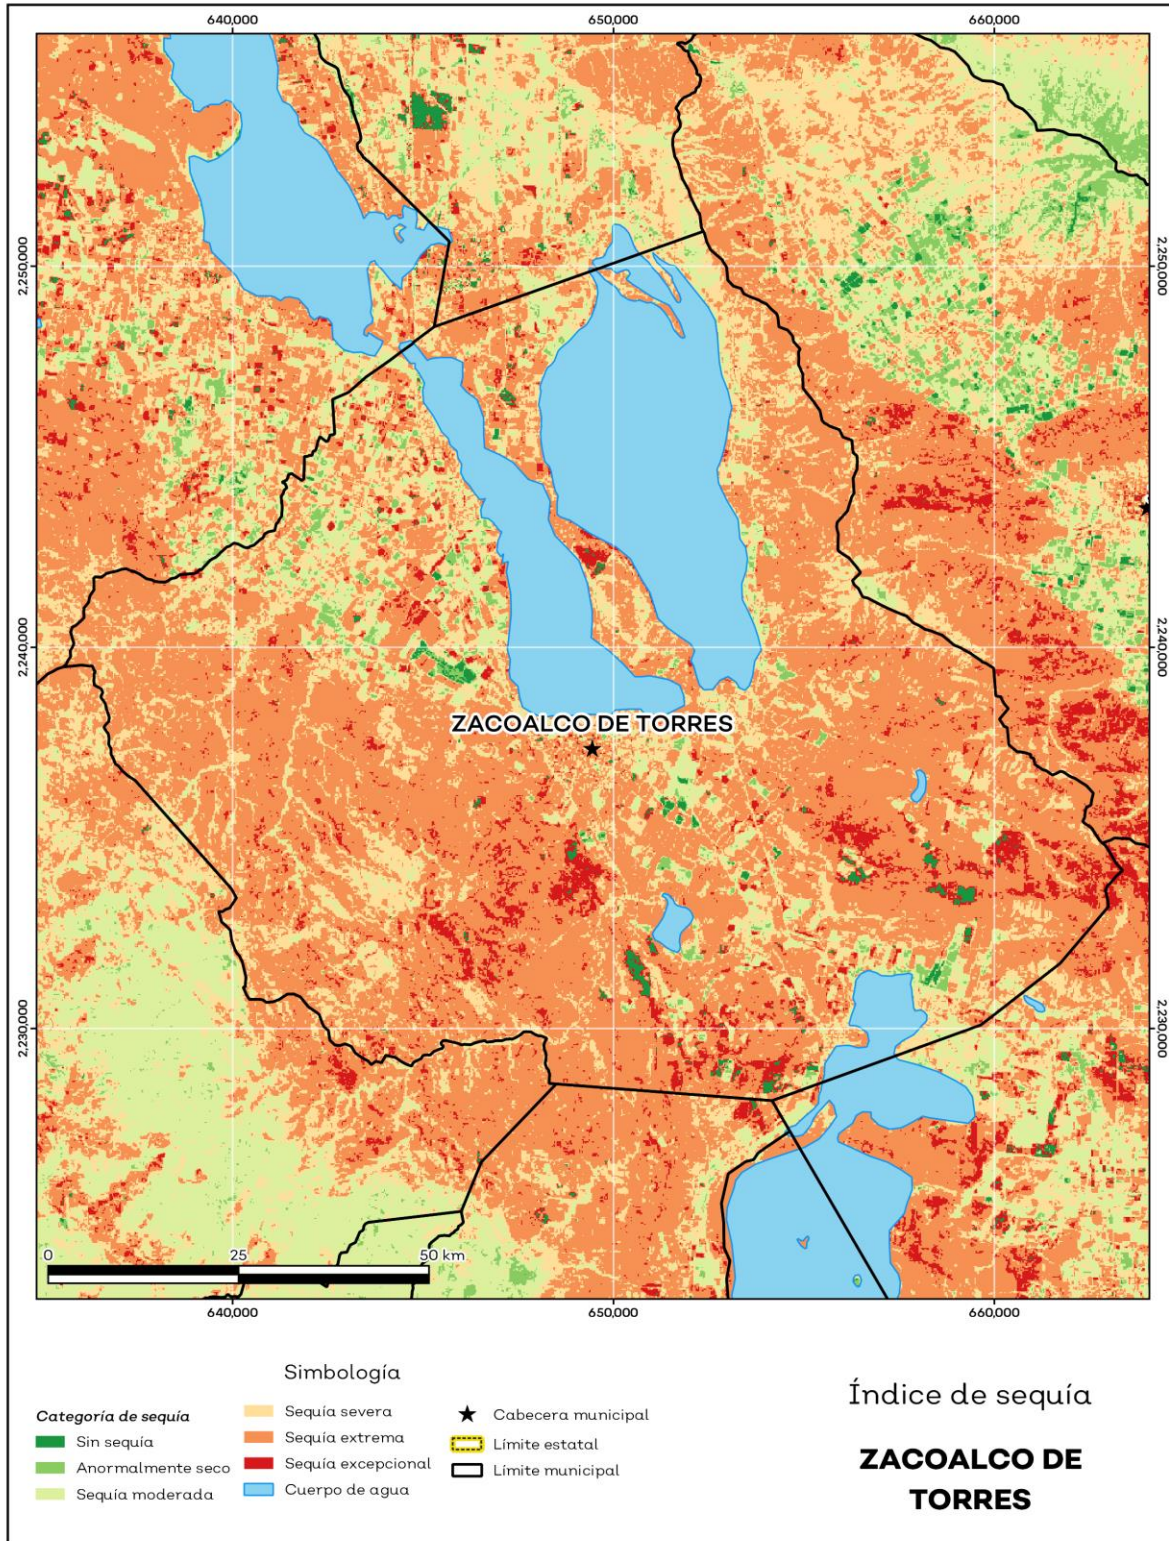 640,000
650,000
660,000
2,250,000
2,250,000
2,240,000
2,240,000
ZACOALCO DE TORRES
2,230,000
2,230,000
0
25
50 km
640,000
650,000
660,000
Simbología
Categoría de sequía
Sin sequía
Anormalmente seco
Sequía moderada
Sequía severa
Sequía extrema
Sequía excepcional
Cuerpo de agua
Cabecera municipal
Límite estatal
Límite municipal
Índice de sequía
ZACOALCO DE
TORRES